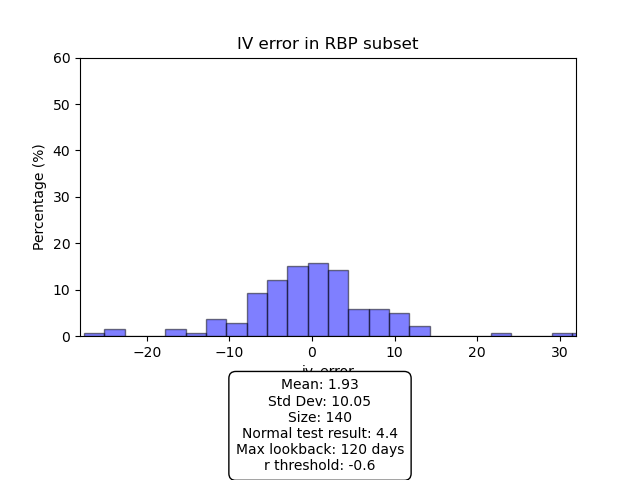 IV error in RBP subset
60
50
40
30
20
10
0
Percentage (%)
−20
−10
0
10
20
30
iv_error
Mean: 1.93
Std Dev: 10.05
Size: 140
Normal test result: 4.4
Max lookback: 120 days
r threshold: -0.6